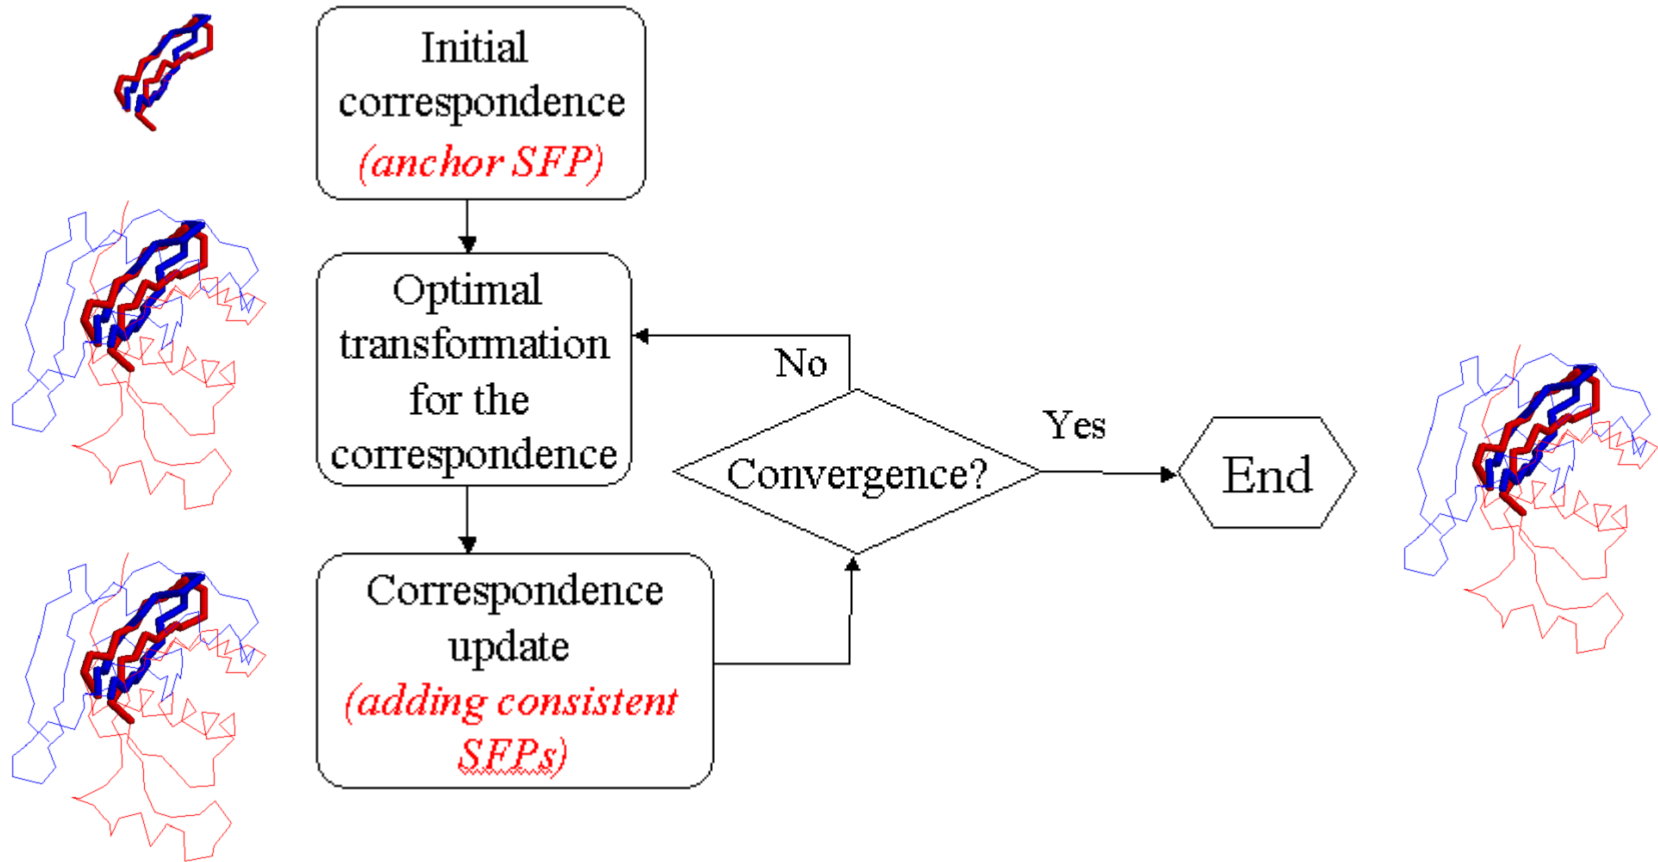 Initial
correspondence
(anchor SFP)
Optimal
transformation
for the
correspondence
No
Convergence?
Yes
End
Correspondence
update
(adding consistent
SFPs)